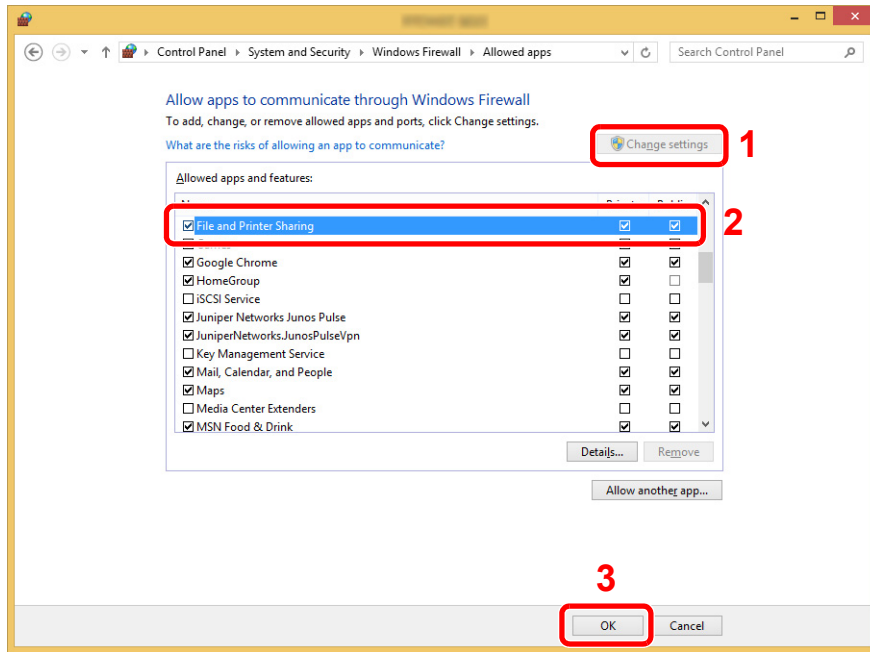 Control Panel System and Security Windows Firewall Allowed apps Search Control Panel
Allow apps to communicate through Windows Firewall
To add, change, or remove allowed apps and ports, click Change settings.
What are the risks of allowing an app to communicate? Change settings 1
Allowed apps and features:
File and Printer Sharing 2
Google Chrome
HomeGroup
iSCSI Service
Juniper Networks Junos Pulse
JuniperNetworks.JunosPulseVpn
Key Management Service
Mail, Calendar, and People
Maps
Media Center Extenders
MSN Food & Drink
Details... Remove
Allow another app...
3
OK Cancel